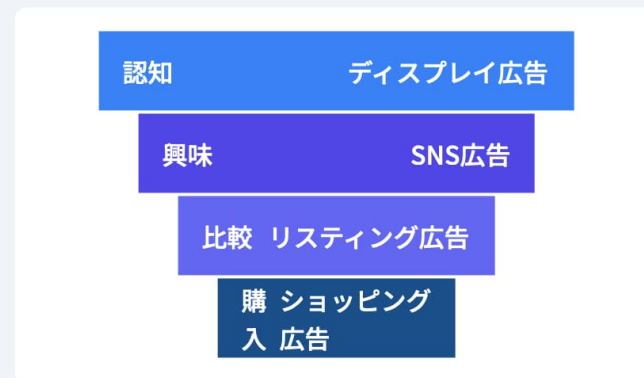 認知 ディスプレイ広告
興味 SNS広告
比較 リスティング広告
購 ショッピング
入 広告